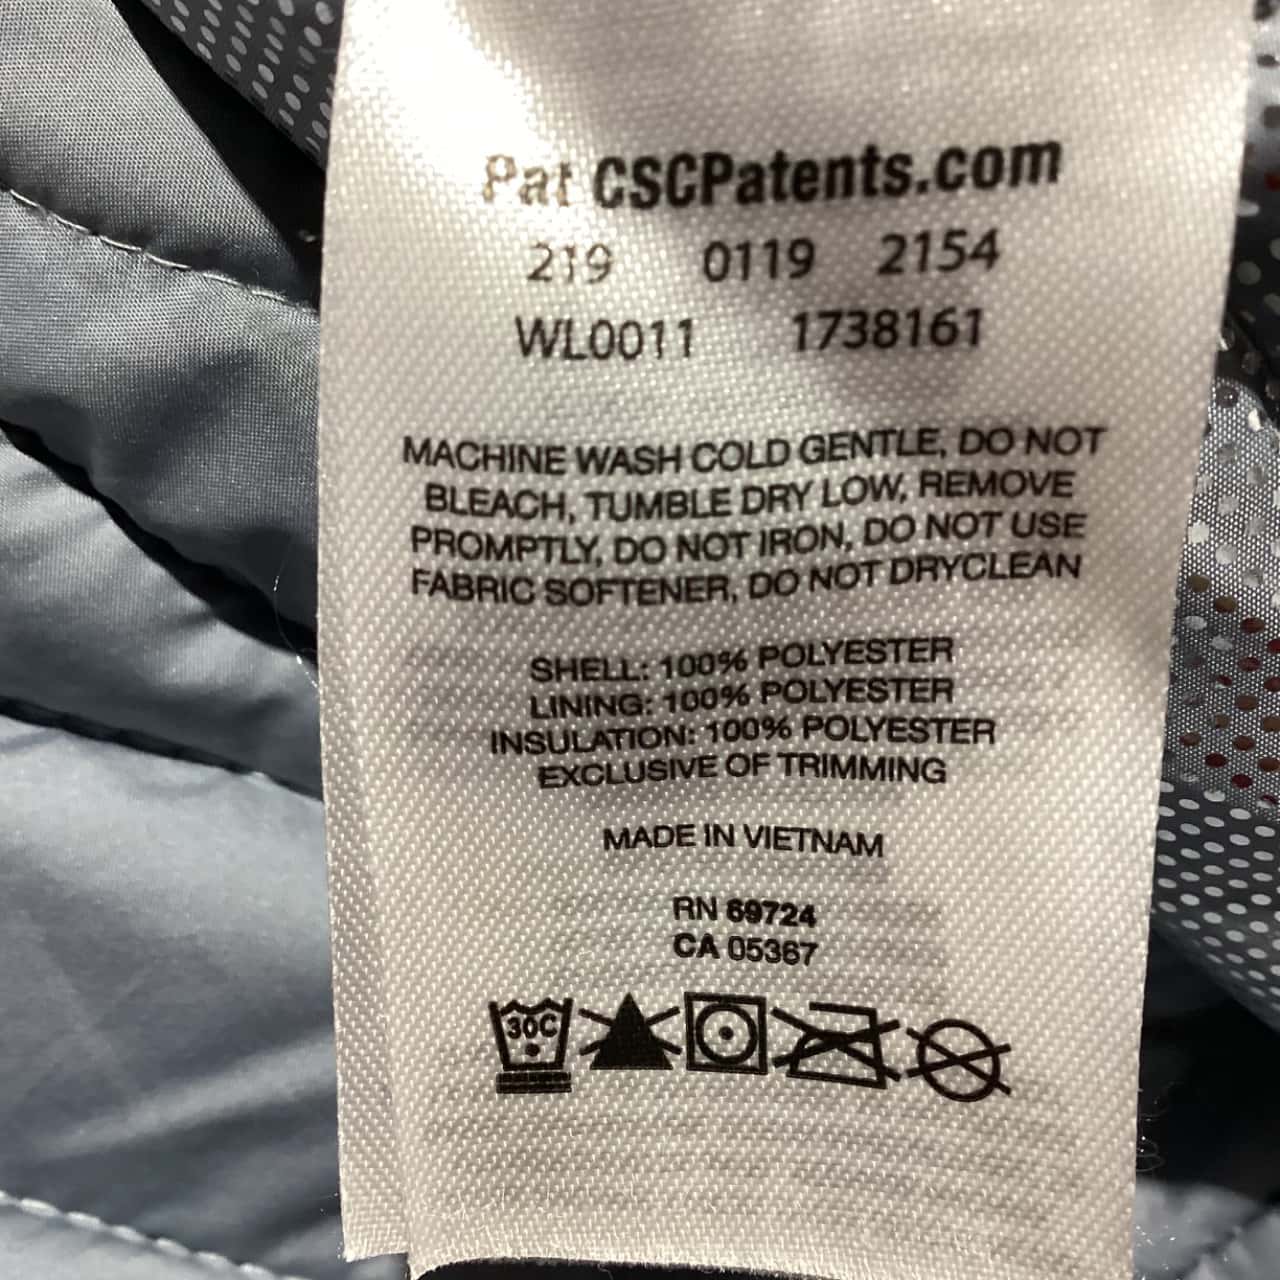 Pat CSCPatents.com
219 0119 2154
WL0011 1738161
MACHINE WASH COLD GENTLE, DO NOT
BLEACH, TUMBLE DRY LOW, REMOVE
PROMPTLY, DO NOT IRON, DO NOT USE
FABRIC SOFTENER, DO NOT DRYCLEAN
SHELL: 100% POLYESTER
LINING: 100% POLYESTER
INSULATION: 100% POLYESTER
EXCLUSIVE OF TRIMMING
MADE IN VIETNAM
RN 69724
CA 05367
30C